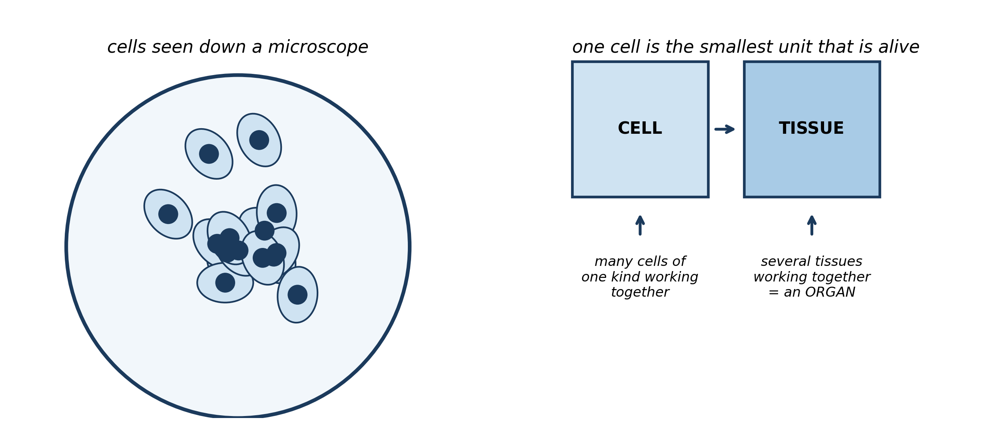 cells seen down a microscope
one cell is the smallest unit that is alive
CELL
TISSUE
many cells of
one kind working
together
several tissues
working together
= an ORGAN